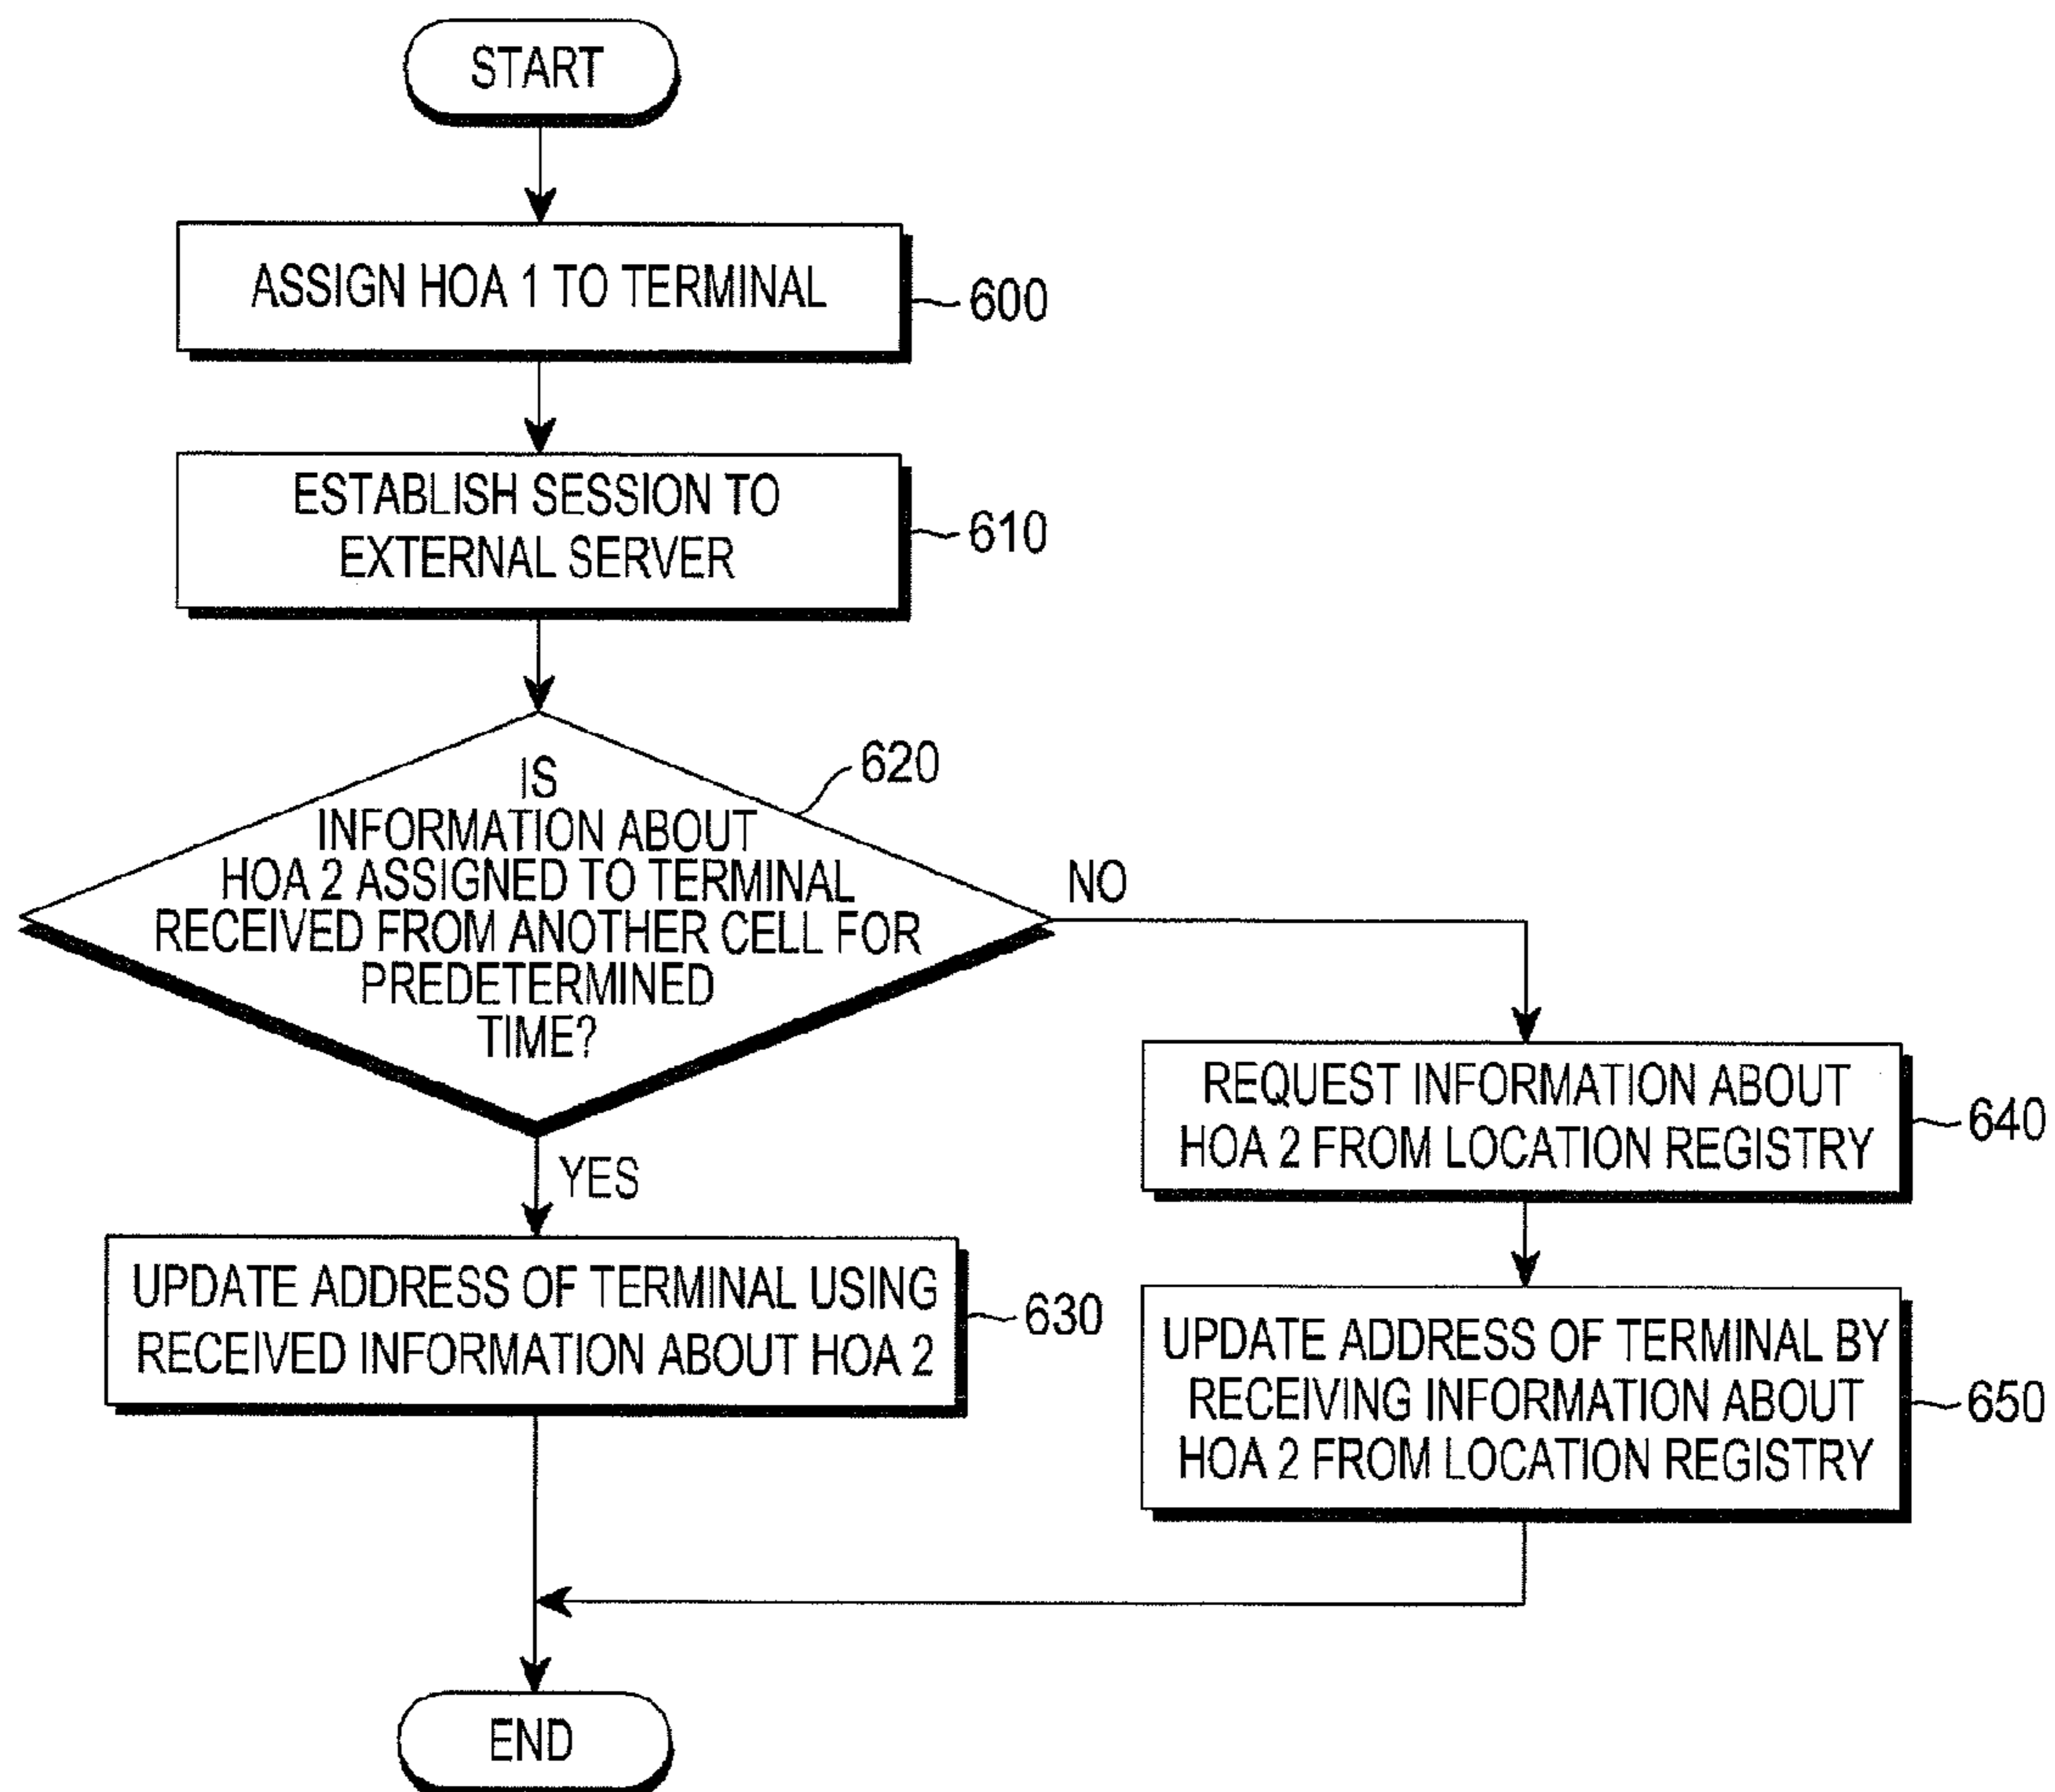 START
ASSIGN HOA 1 TO TERMINAL
600
ESTABLISH SESSION TO
EXTERNAL SERVER
610
IS
INFORMATION ABOUT
HOA 2 ASSIGNED TO TERMINAL
RECEIVED FROM ANOTHER CELL FOR
PREDETERMINED
TIME?
620
NO
YES
UPDATE ADDRESS OF TERMINAL USING
RECEIVED INFORMATION ABOUT HOA 2
630
REQUEST INFORMATION ABOUT
HOA 2 FROM LOCATION REGISTRY
640
UPDATE ADDRESS OF TERMINAL BY
RECEIVING INFORMATION ABOUT
HOA 2 FROM LOCATION REGISTRY
650
END